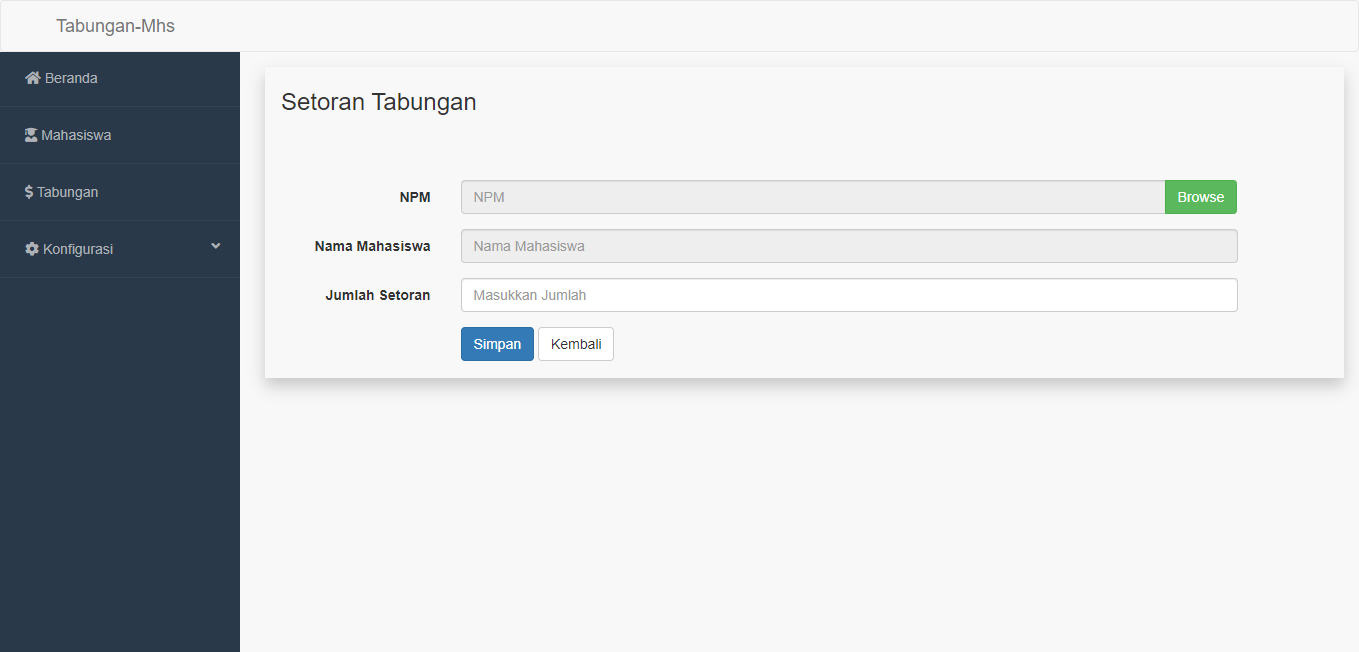 Tabungan-Mhs
Beranda
Mahasiswa
Tabungan
Konfigurasi
Setoran Tabungan
NPM NPM Browse
Nama Mahasiswa Nama Mahasiswa
Jumlah Setoran Masukkan Jumlah
Simpan Kembali